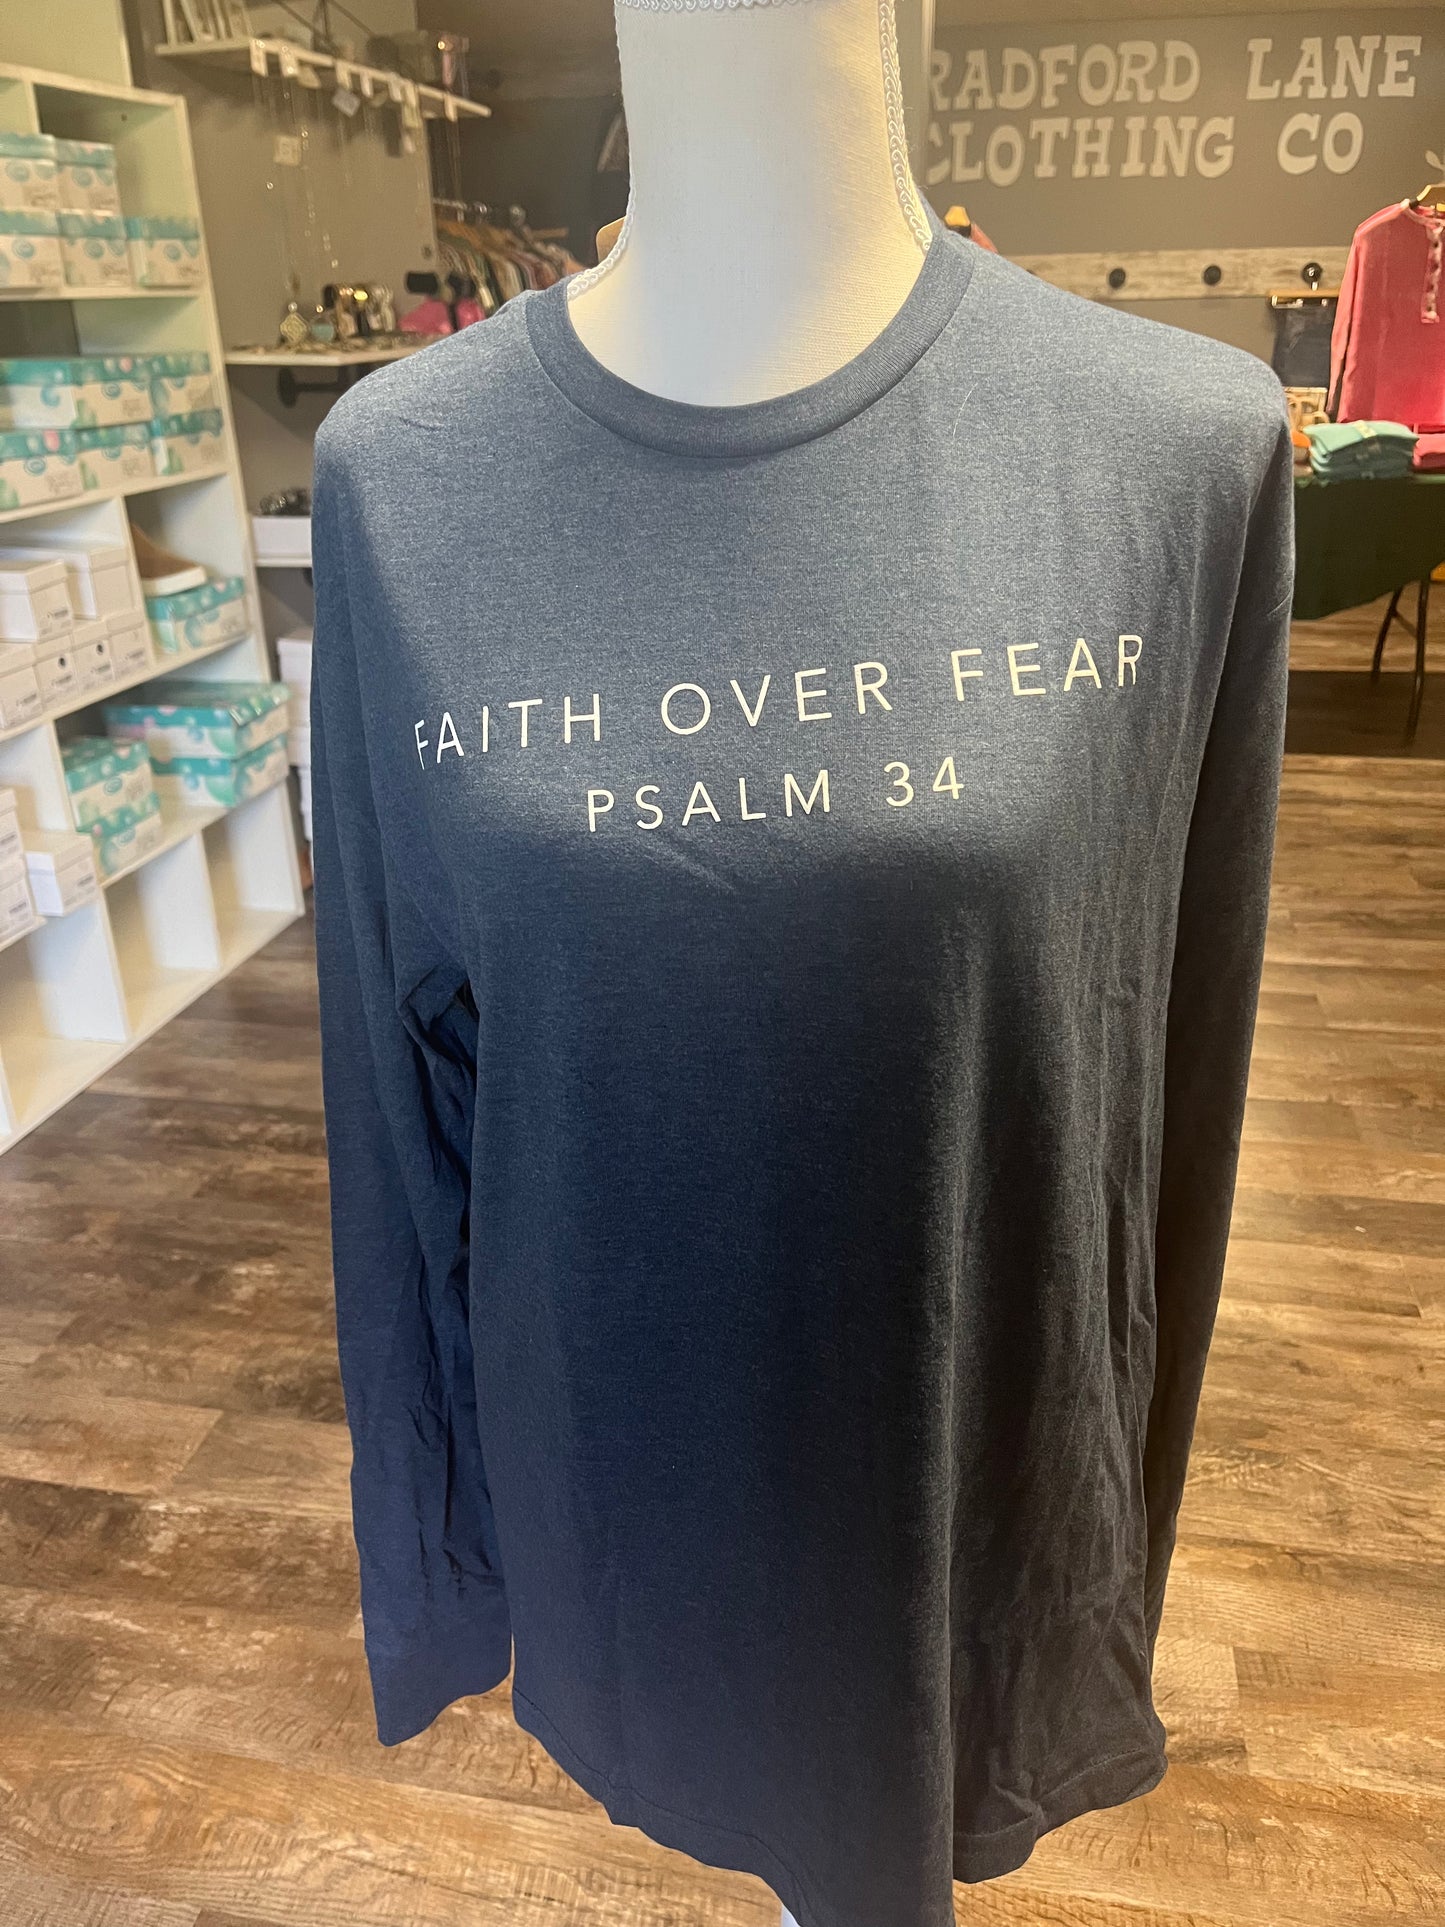 RADFORD LANE
CLOTHING CO
FAITH OVER FEAR
PSALM 34